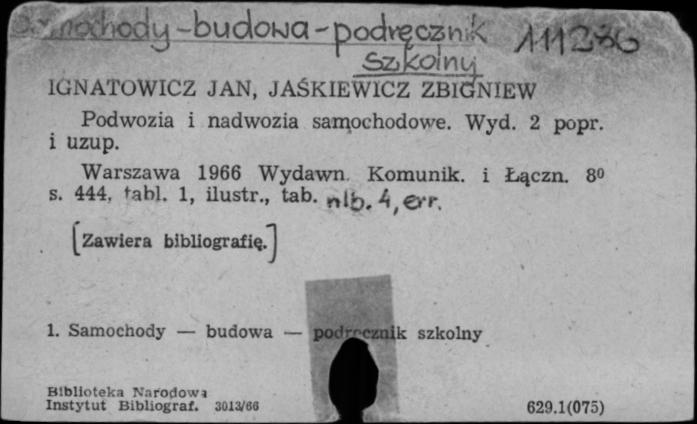 Samochody - budowa - podręcznik
szkolny
IGNATOWICZ JAN, JAŚKIEWICZ ZBIGNIEW
Podwozia i nadwozia samochodowe. Wyd. 2 popr.
i uzup.
Warszawa 1966 Wydawn. Komunik. i Łączn. 8⁰
s. 444, tabl. 1, ilustr., tab. nlb. 4, err.
[Zawiera bibliografię.]
1. Samochody — budowa — podręcznik szkolny
Biblioteka Narodowa
Instytut Bibliograf. 3013/66 629.1(075)